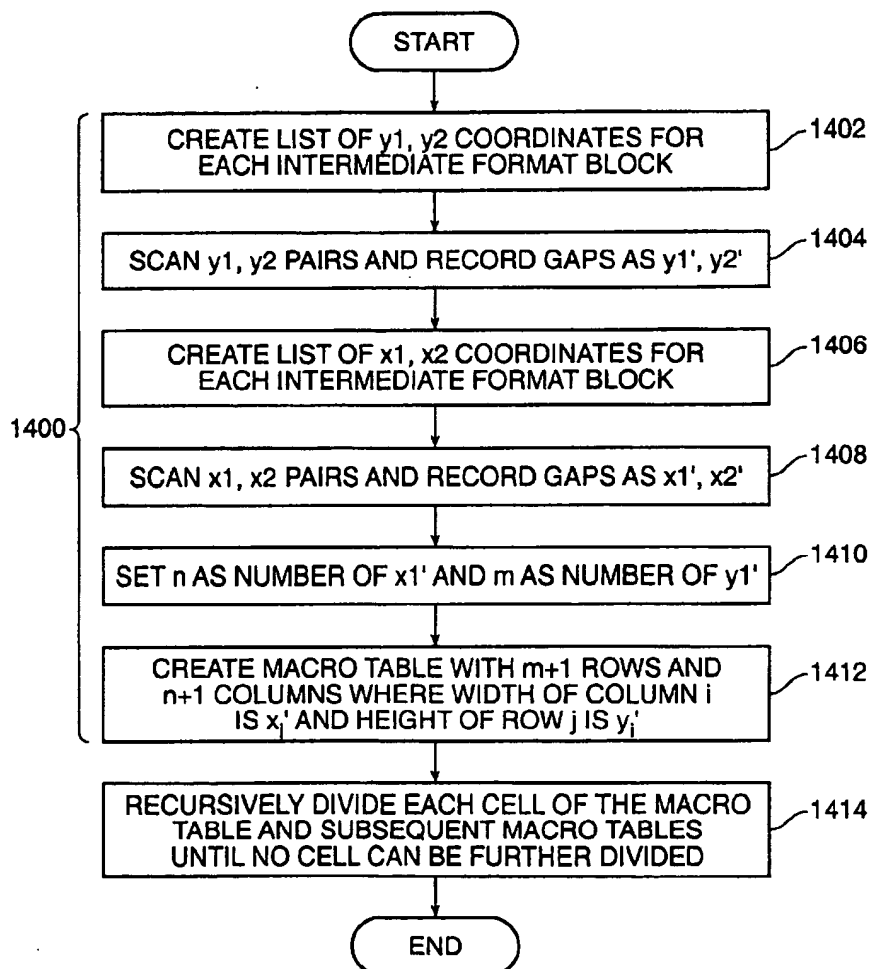 START
CREATE LIST OF y1, y2 COORDINATES FOR
EACH INTERMEDIATE FORMAT BLOCK
1402
SCAN y1, y2 PAIRS AND RECORD GAPS AS y1', y2'
1404
CREATE LIST OF x1, x2 COORDINATES FOR
EACH INTERMEDIATE FORMAT BLOCK
1406
1400
SCAN x1, x2 PAIRS AND RECORD GAPS AS x1', x2'
1408
SET n AS NUMBER OF x1' AND m AS NUMBER OF y1'
1410
CREATE MACRO TABLE WITH m+1 ROWS AND
n+1 COLUMNS WHERE WIDTH OF COLUMN i
IS xj' AND HEIGHT OF ROW j IS yi'
1412
RECURSIVELY DIVIDE EACH CELL OF THE MACRO
TABLE AND SUBSEQUENT MACRO TABLES
UNTIL NO CELL CAN BE FURTHER DIVIDED
1414
END